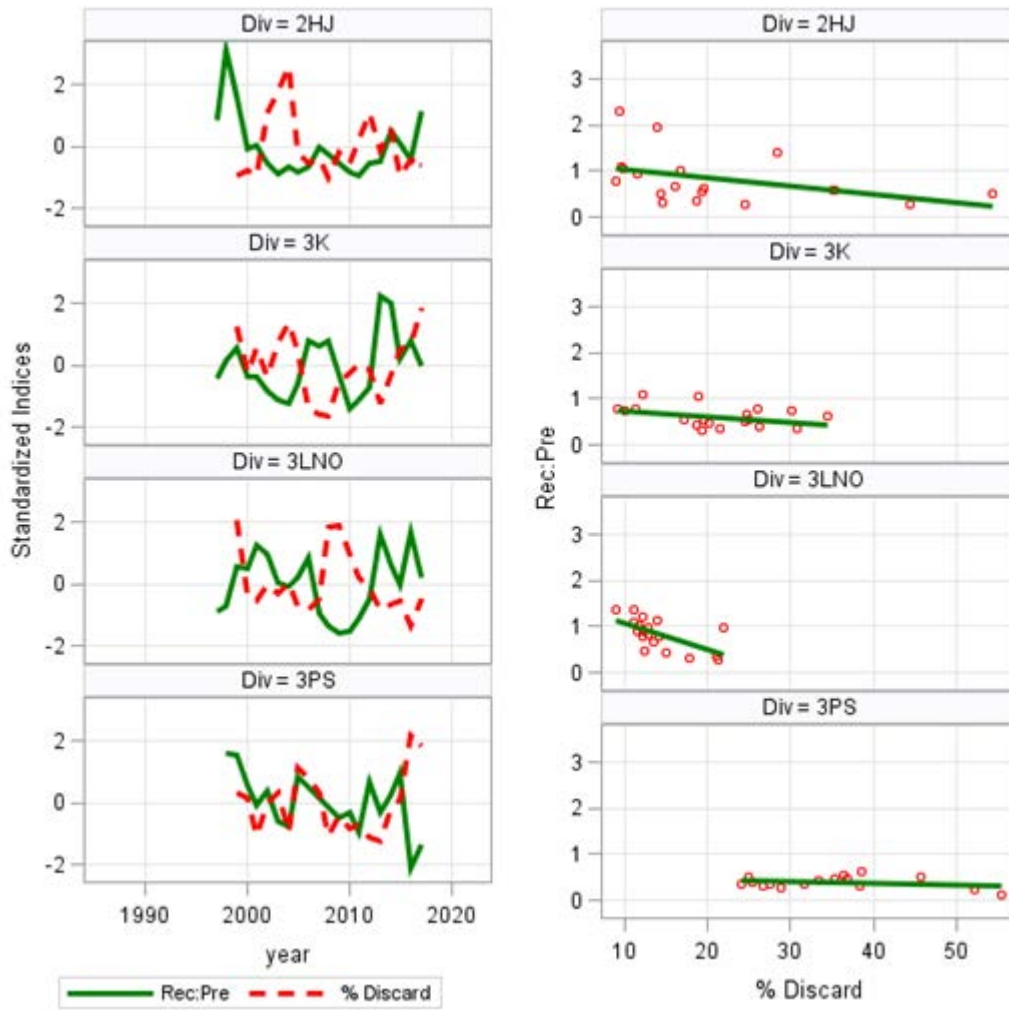 Div = 2HJ
2
0
-2
Div = 3K
2
0
-2
Div = 3LNO
2
0
-2
Div = 3PS
2
0
-2
1990 2000 2010 2020
year
Standardized Indices
Rec:Pre % Discard
Div = 2HJ
3
2
1
0
Div = 3K
3
2
1
0
Div = 3LNO
3
2
1
0
Div = 3PS
3
2
1
0
10 20 30 40 50
% Discard
Rec:Pre